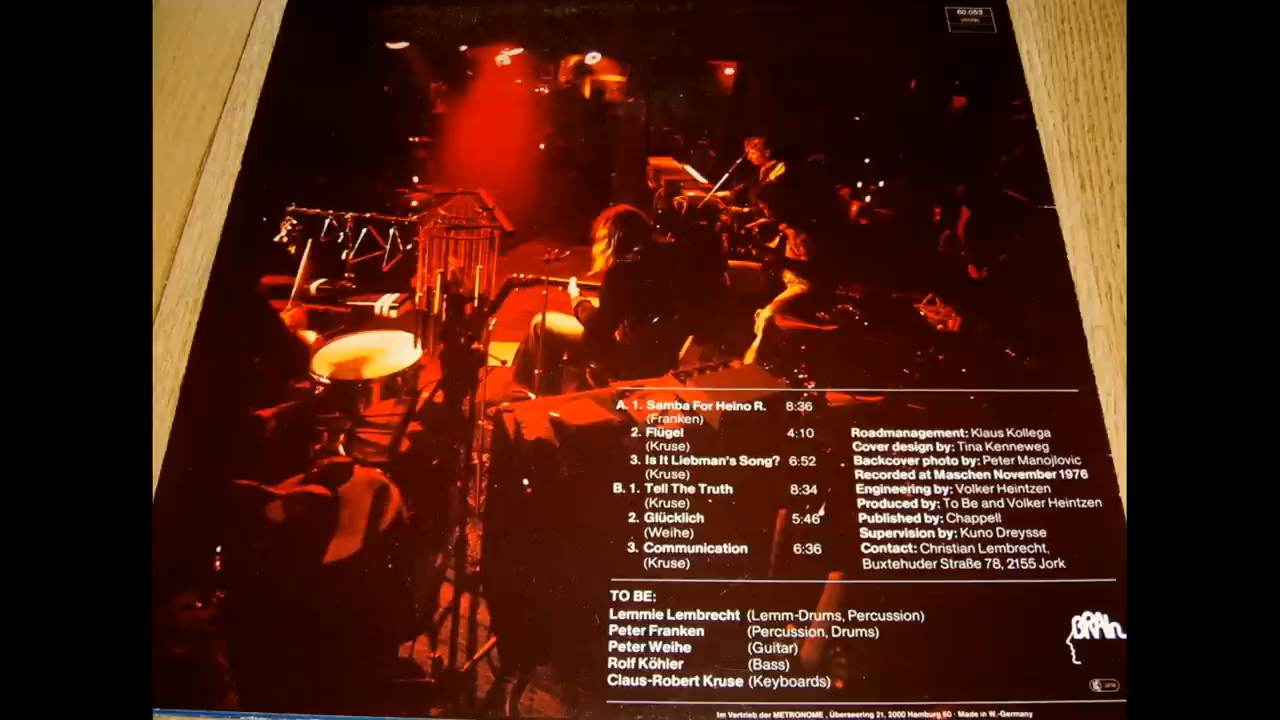 60.052
A. 1. Samba For Heino R. 8:36
(Franken)
2. Flügel 4:10
(Kruse)
3. Is It Liebman's Song? 6:52
(Kruse)
B. 1. Tell The Truth 8:34
(Kruse)
2. Glücklich 5:46
(Weihe)
3. Communication 6:36
(Kruse)
Roadmanagement: Klaus Kollega
Cover design by: Tina Kenneweg
Backcover photo by: Peter Manojlovic
Recorded at Maschen November 1976
Engineering by: Volker Heintzen
Produced by: To Be and Volker Heintzen
Published by: Chappell
Supervision by: Kuno Dreysse
Contact: Christian Lembrecht,
Buxtehuder Straße 78, 2155 Jork
TO BE:
Lemmie Lembrecht (Lemm-Drums, Percussion)
Peter Franken (Percussion, Drums)
Peter Weihe (Guitar)
Rolf Köhler (Bass)
Claus-Robert Kruse (Keyboards)
BRAIN
Im Vertrieb der METRONOME, Überseering 21, 2000 Hamburg 60 · Made in W.-Germany